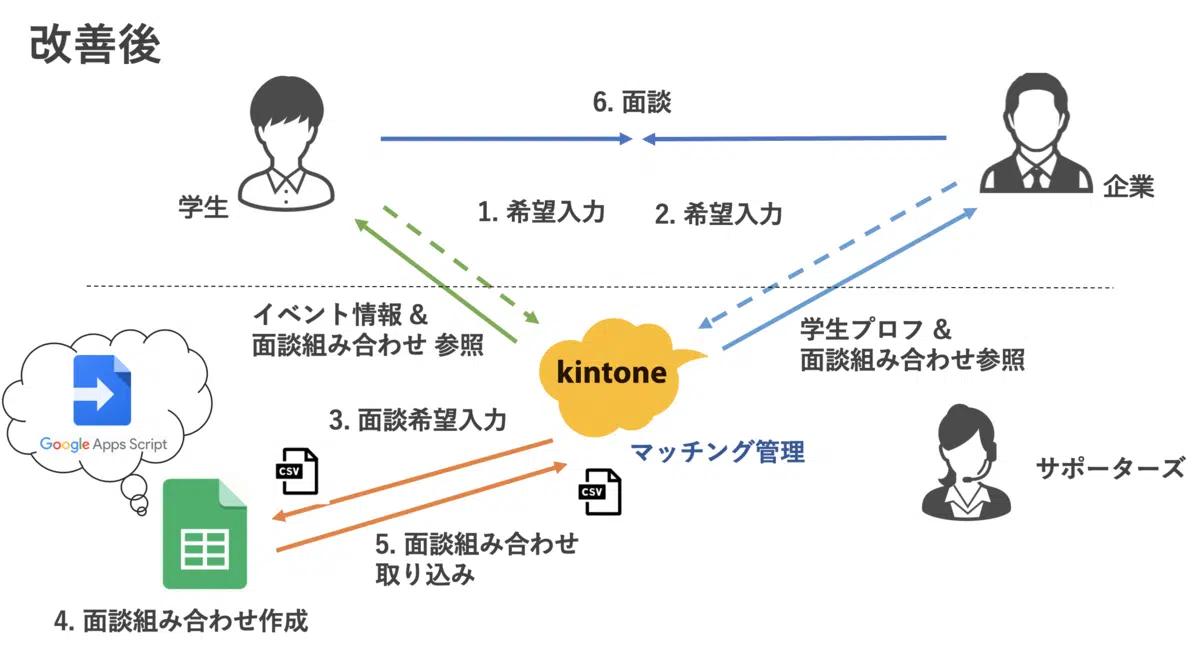 改善後
6. 面談
学生
企業
1. 希望入力
2. 希望入力
イベント情報 &
面談組み合わせ 参照
学生プロフ &
面談組み合わせ参照
kintone
Google Apps Script
3. 面談希望入力
マッチング管理
CSV
CSV
サポーターズ
5. 面談組み合わせ
取り込み
4. 面談組み合わせ作成